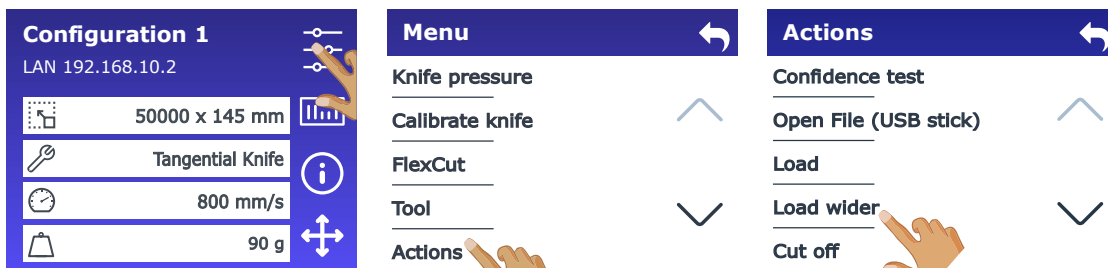 Configuration 1
LAN 192.168.10.2
50000 x 145 mm
Tangential Knife
800 mm/s
90 g
Menu
Knife pressure
Calibrate knife
FlexCut
Tool
Actions
Actions
Confidence test
Open File (USB stick)
Load
Load wider
Cut off